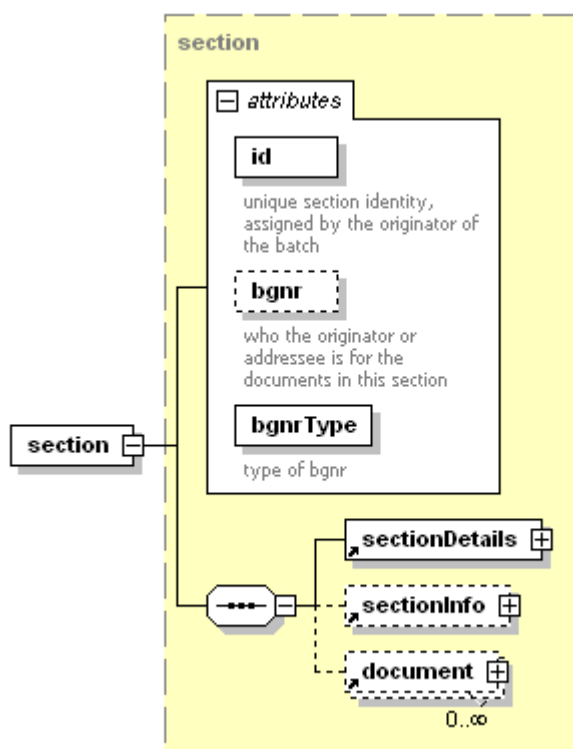 section
attributes
id
unique section identity,
assigned by the originator of
the batch
bgnr
who the originator or
addressee is for the
documents in this section
bgnrType
type of bgnr
section
sectionDetails
sectionInfo
document
0..∞